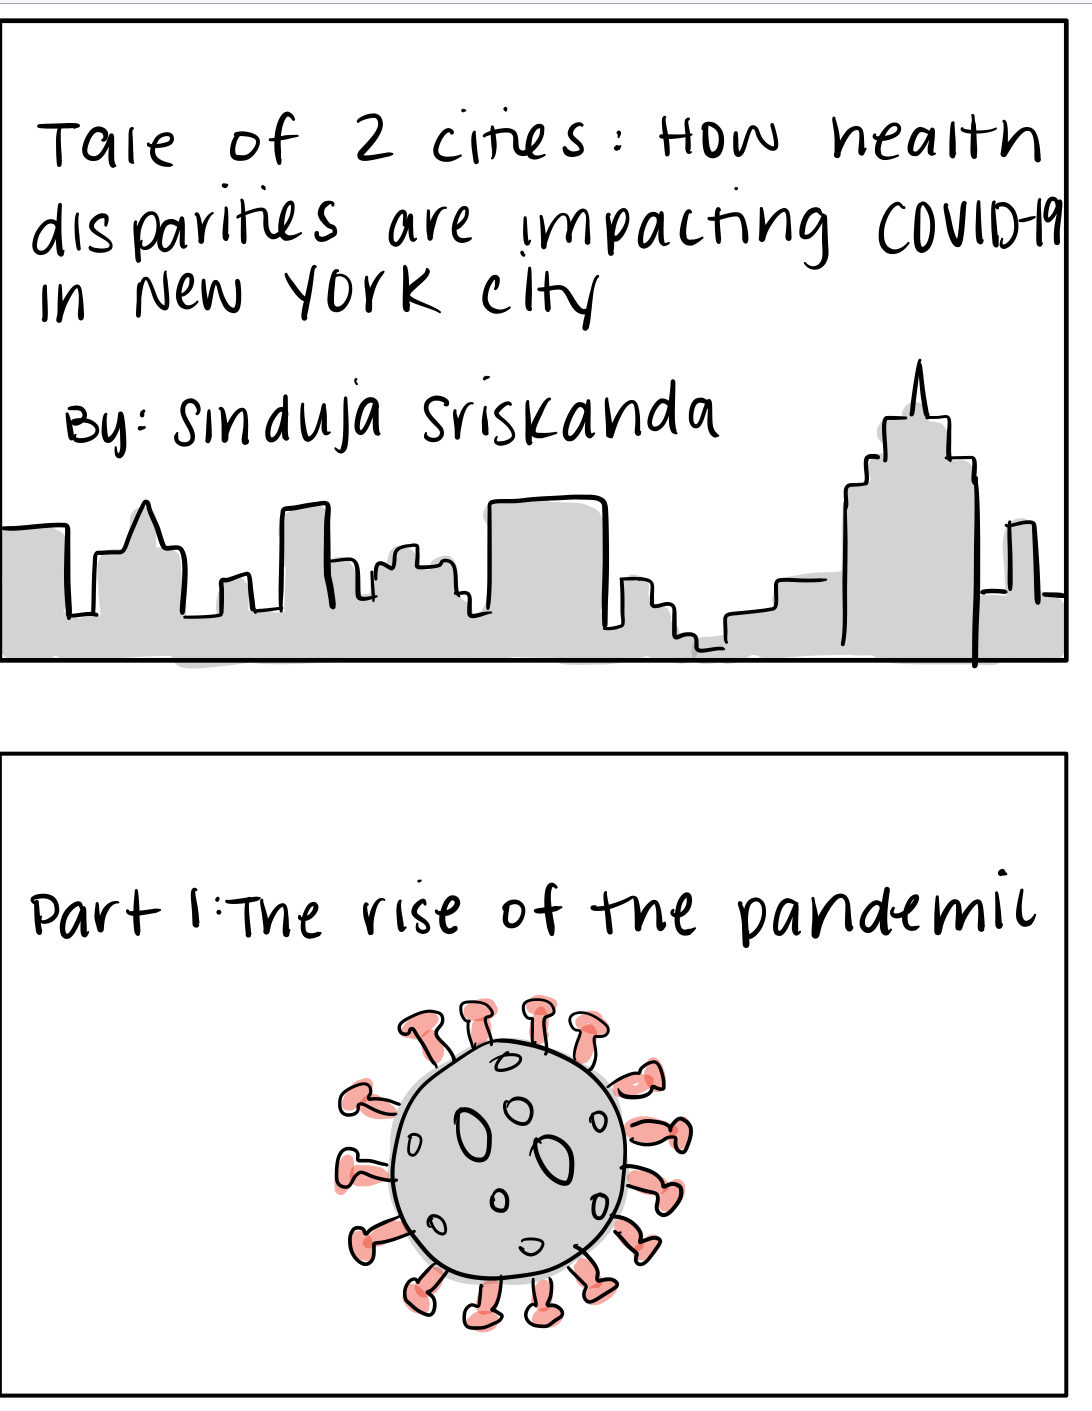 Tale of 2 cities: How health
disparities are impacting COVID-19
in New York city
By: Sinduja Sriskanda
Part 1: The rise of the pandemic